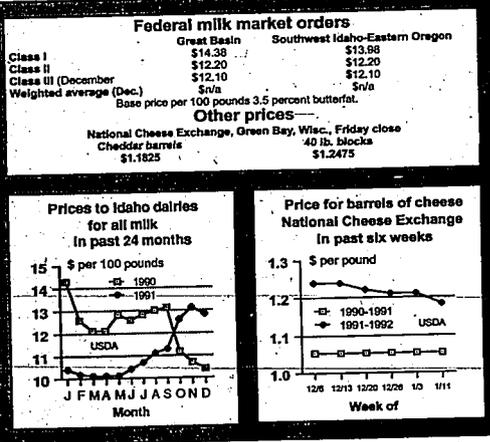 Federal milk market orders
Great Basin Southwest Idaho-Eastern Oregon
Class I $14.38 $13.98
Class II $12.20 $12.20
Class III (December $12.10 $12.10
Weighted average (Dec.) $n/a $n/a
Base price per 100 pounds 3.5 percent butterfat.
Other prices
National Cheese Exchange, Green Bay, Wisc., Friday close
Cheddar barrels 40 lb. blocks
$1.1825 $1.2475
Prices to Idaho dairies
for all milk
in past 24 months
$ per 100 pounds
1990
1991
USDA
15
14
13
12
11
10
J F M A M J J A S O N D
Month
Price for barrels of cheese
National Cheese Exchange
in past six weeks
$ per pound
1990-1991
1991-1992
USDA
1.3
1.2
1.1
1.0
12/6 12/13 12/20 12/26 1/3 1/11
Week of